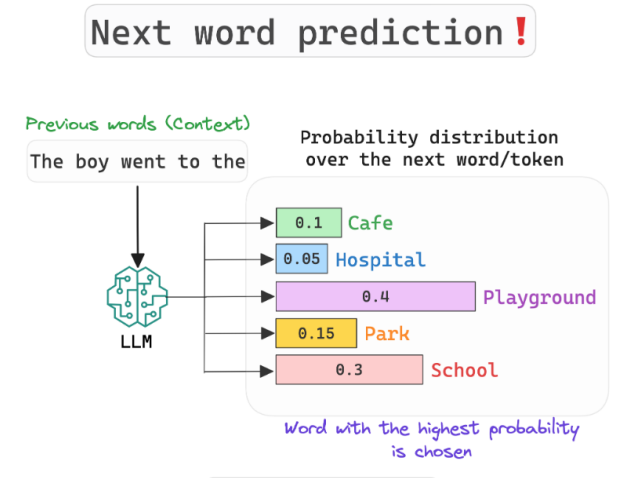 Next word prediction❗
Previous words (Context)
The boy went to the
Probability distribution
over the next word/token
0.1 Cafe
0.05 Hospital
0.4 Playground
0.15 Park
0.3 School
LLM
Word with the highest probability
is chosen